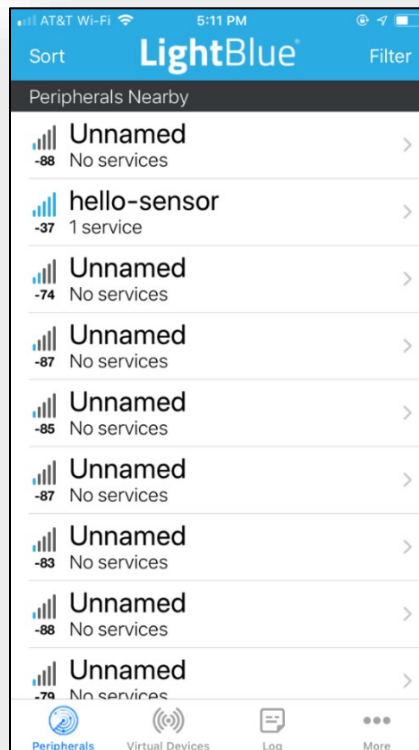 AT&T Wi-Fi 5:11 PM
Sort LightBlue® Filter
Peripherals Nearby
Unnamed
-88 No services
hello-sensor
-37 1 service
Unnamed
-74 No services
Unnamed
-87 No services
Unnamed
-85 No services
Unnamed
-87 No services
Unnamed
-83 No services
Unnamed
-88 No services
Unnamed
-79 No services
Peripherals Virtual Devices Log More